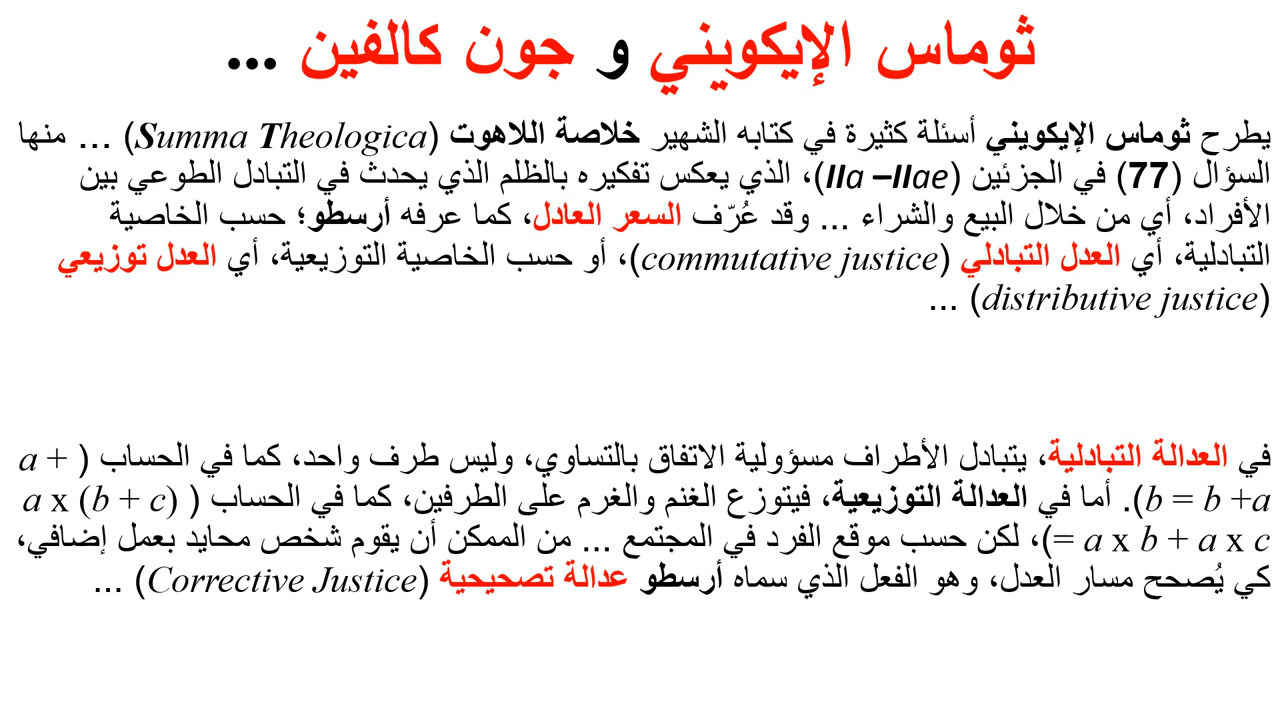 ثوماس الإيكويني و جون كالفين ...
يطرح ثوماس الإيكويني أسئلة كثيرة في كتابه الشهير خلاصة اللاهوت (Summa Theologica) ... منها
السؤال (77) في الجزئين (IIa –IIae)، الذي يعكس تفكيره بالظلم الذي يحدث في التبادل الطوعي بين
الأفراد، أي من خلال البيع والشراء ... وقد عُرّف السعر العادل، كما عرفه أرسطو؛ حسب الخاصية
التبادلية، أي العدل التبادلي (commutative justice)، أو حسب الخاصية التوزيعية، أي العدل توزيعي
(distributive justice) ...
في العدالة التبادلية، يتبادل الأطراف مسؤولية الاتفاق بالتساوي، وليس طرف واحد، كما في الحساب (a +
b = b +a). أما في العدالة التوزيعية، فيتوزع الغنم والغرم على الطرفين، كما في الحساب (a x (b + c)
= a x b + a x c)، لكن حسب موقع الفرد في المجتمع ... من الممكن أن يقوم شخص محايد بعمل إضافي،
كي يُصحح مسار العدل، وهو الفعل الذي سماه أرسطو عدالة تصحيحية (Corrective Justice) ...